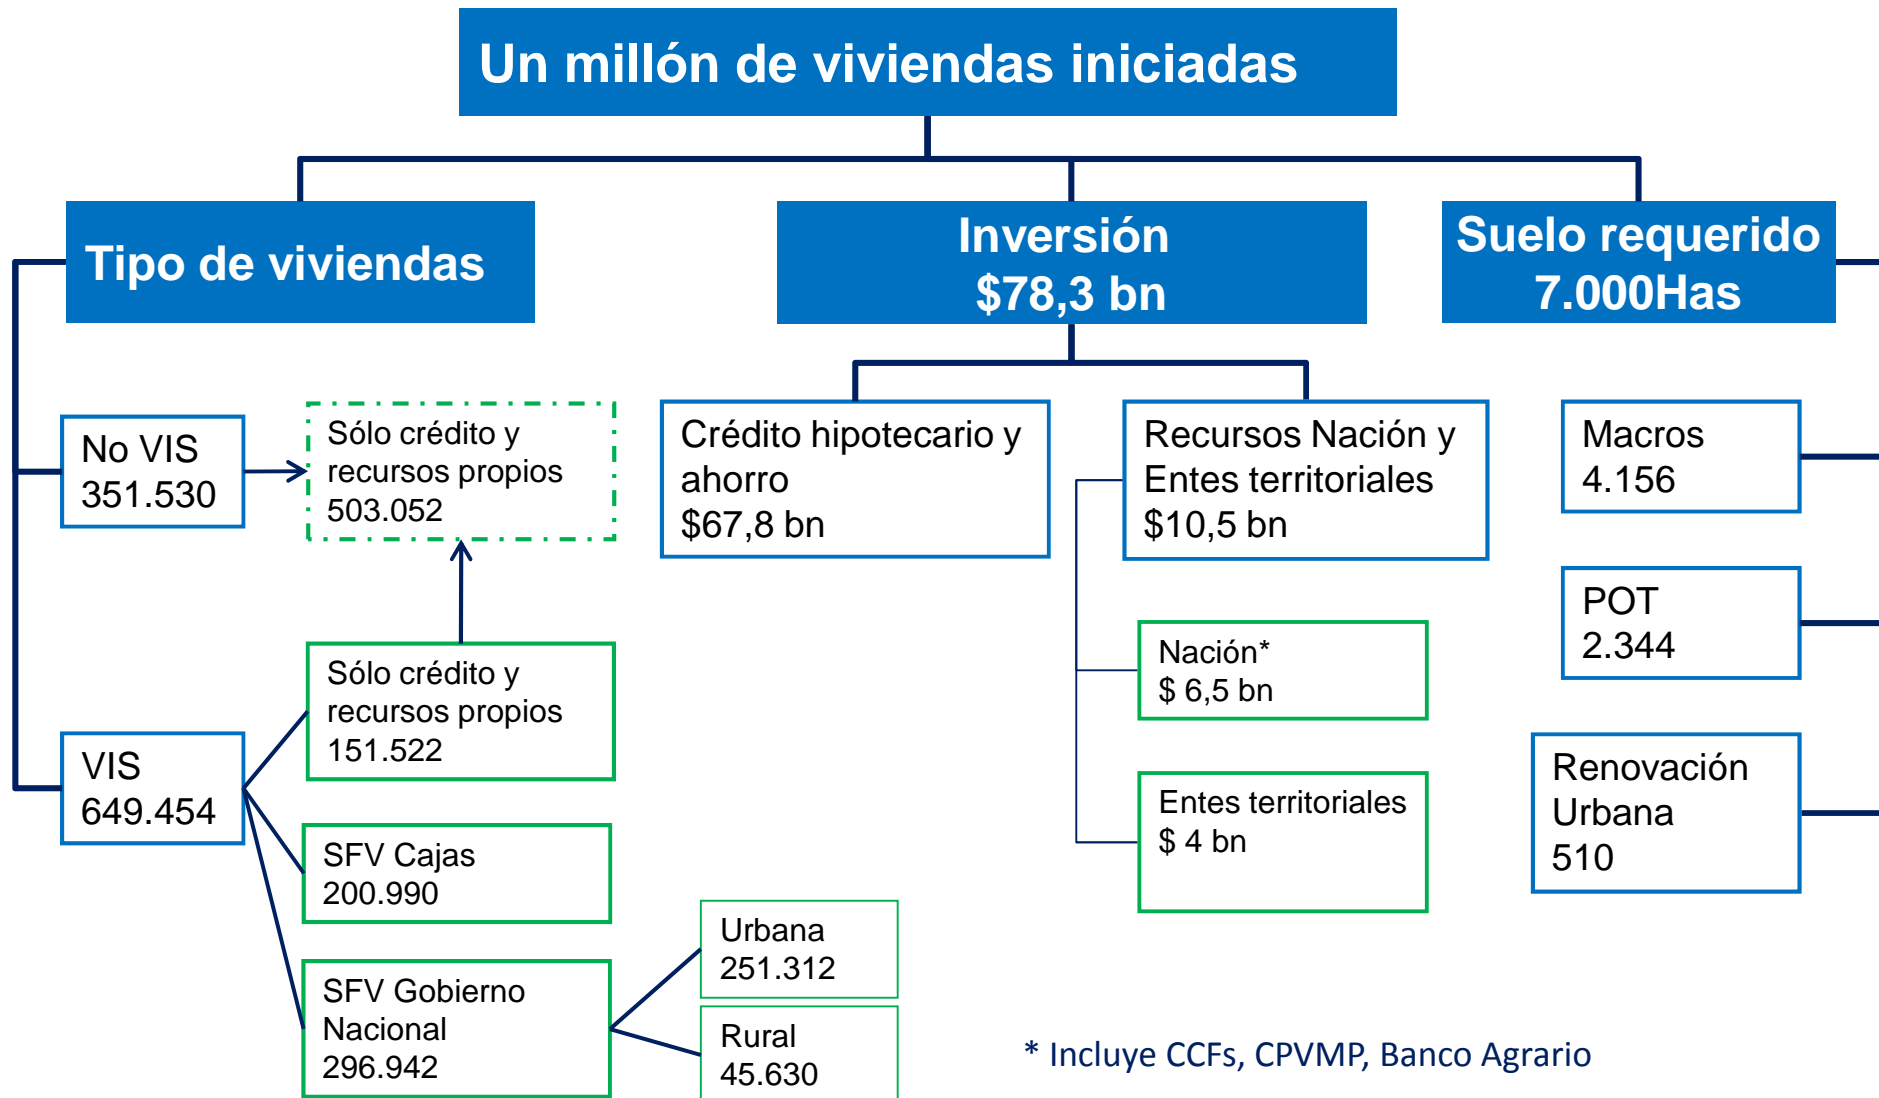 Un millón de viviendas iniciadas
Tipo de viviendas
Inversión
$78,3 bn
Suelo requerido
7.000Has
No VIS
351.530
Sólo crédito y
recursos propios
503.052
VIS
649.454
Sólo crédito y
recursos propios
151.522
SFV Cajas
200.990
SFV Gobierno
Nacional
296.942
Urbana
251.312
Rural
45.630
Crédito hipotecario y
ahorro
$67,8 bn
Recursos Nación y
Entes territoriales
$10,5 bn
Nación*
$ 6,5 bn
Entes territoriales
$ 4 bn
Macros
4.156
POT
2.344
Renovación
Urbana
510
* Incluye CCFs, CPVMP, Banco Agrario